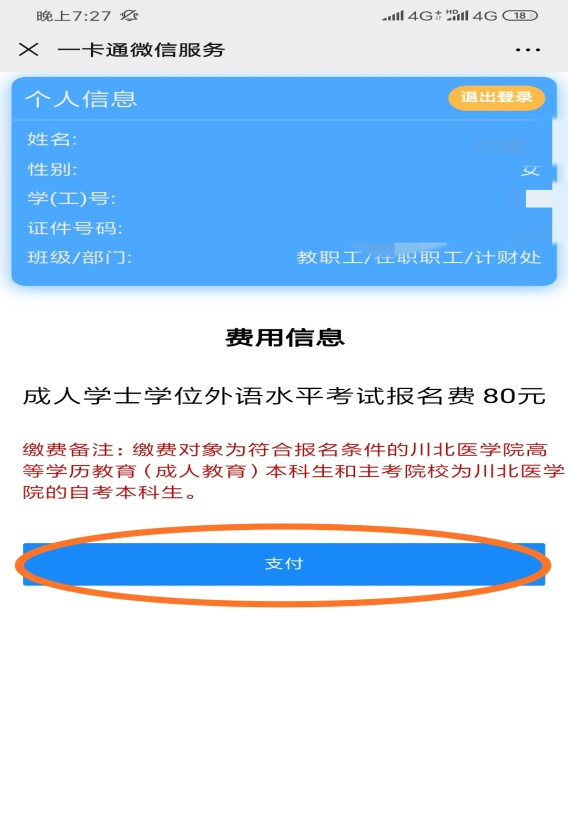 晚上7:27 4G HD 4G 18
一卡通微信服务
个人信息 退出登录
姓名:
性别: 女
学(工)号:
证件号码:
班级/部门: 教职工/在职职工/计财处
费用信息
成人学士学位外语水平考试报名费 80元
缴费备注：缴费对象为符合报名条件的川北医学院高
等学历教育（成人教育）本科生和主考院校为川北医学
院的自考本科生。
支付